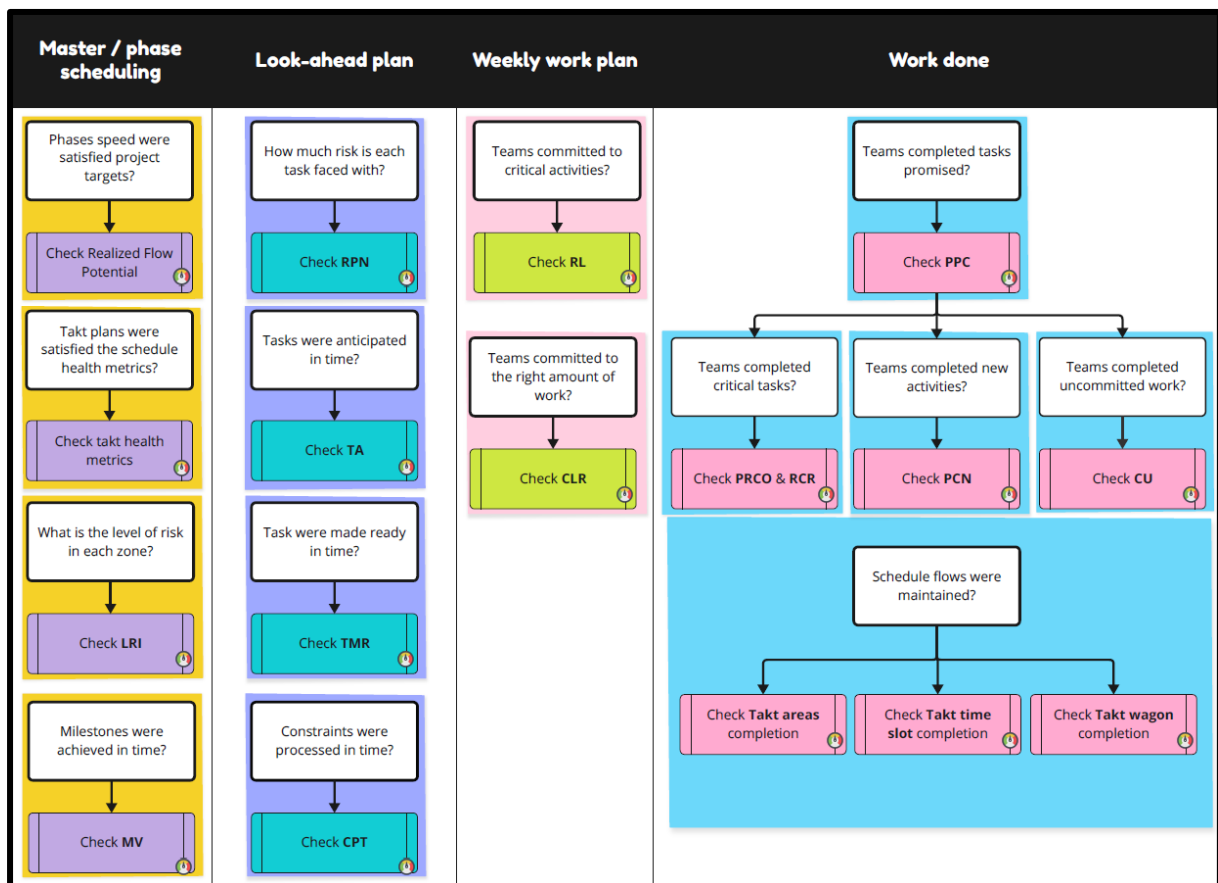 Master / phase
scheduling
Look-ahead plan
Weekly work plan
Work done
Phases speed were
satisfied project
targets?
Check Realized Flow
Potential
Takt plans were
satisfied the schedule
health metrics?
Check takt health
metrics
What is the level of risk
in each zone?
Check LRI
Milestones were
achieved in time?
Check MV
How much risk is each
task faced with?
Check RPN
Tasks were anticipated
in time?
Check TA
Task were made ready
in time?
Check TMR
Constraints were
processed in time?
Check CPT
Teams committed to
critical activities?
Check RL
Teams committed to
the right amount of
work?
Check CLR
Teams completed tasks
promised?
Check PPC
Teams completed
critical tasks?
Check PRCO & RCR
Teams completed new
activities?
Check PCN
Teams completed
uncommitted work?
Check CU
Schedule flows were
maintained?
Check Takt areas
completion
Check Takt time
slot completion
Check Takt wagon
completion